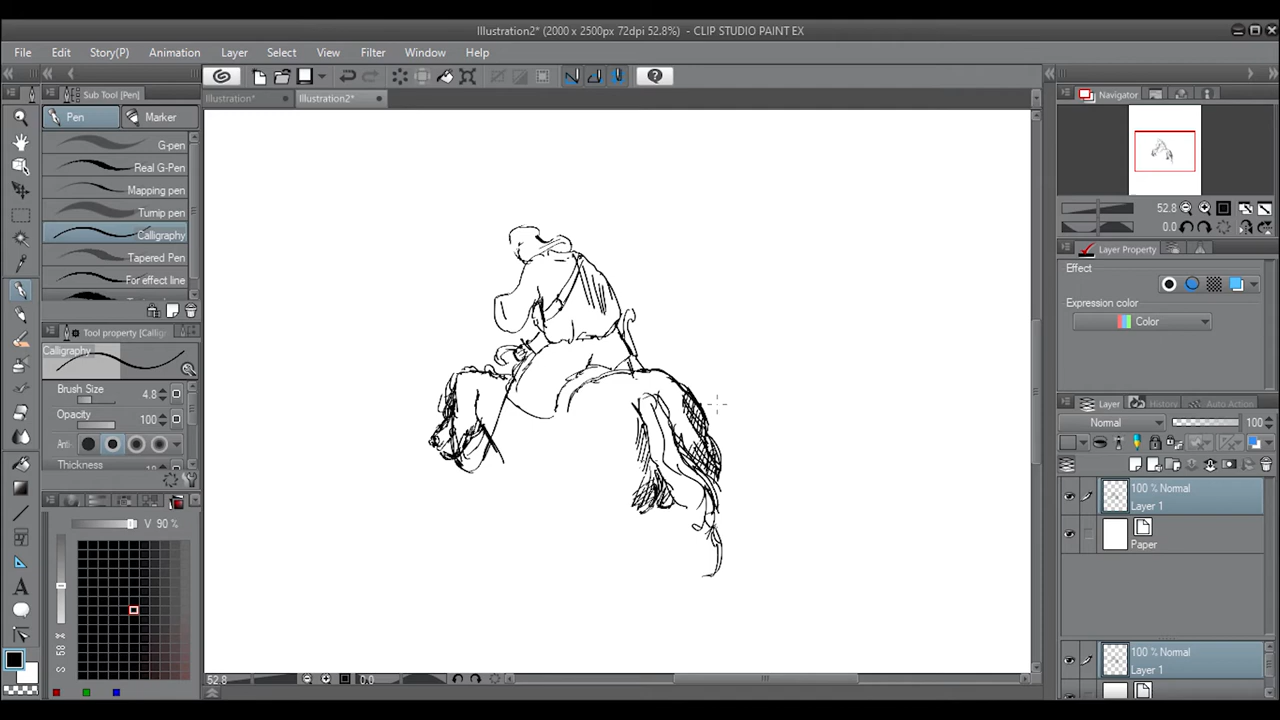 Illustration2* (2000 x 2500px 72dpi 52.8%) - CLIP STUDIO PAINT EX
File Edit Story(P) Animation Layer Select View Filter Window Help
Sub Tool [Pen]
Illustration* Illustration2*
Navigator
Pen Marker
G-pen
Real G-Pen
Mapping pen
Turnip pen
Calligraphy
Tapered Pen
For effect line
52.8
0.0
Layer Property
Effect
Expression color
Color
Tool property [Callig
Calligraphy
Brush Size 4.8
Opacity 100
Anti-
Thickness
V 90 %
58
S
Layer History Auto Action
Normal 100
100 % Normal
Layer 1
Paper
100 % Normal
Layer 1
52.8 0.0